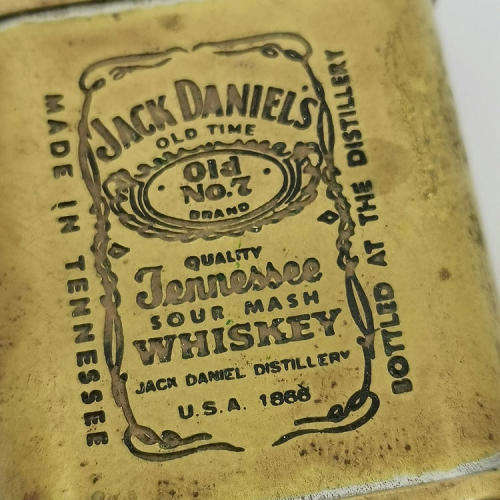 JACK DANIEL'S
OLD TIME
Old
No.7
BRAND
QUALITY
Tennessee
SOUR MASH
WHISKEY
JACK DANIEL DISTILLERY
U.S.A. 1866
MADE IN TENNESSEE
BOTTLED AT THE DISTILLERY